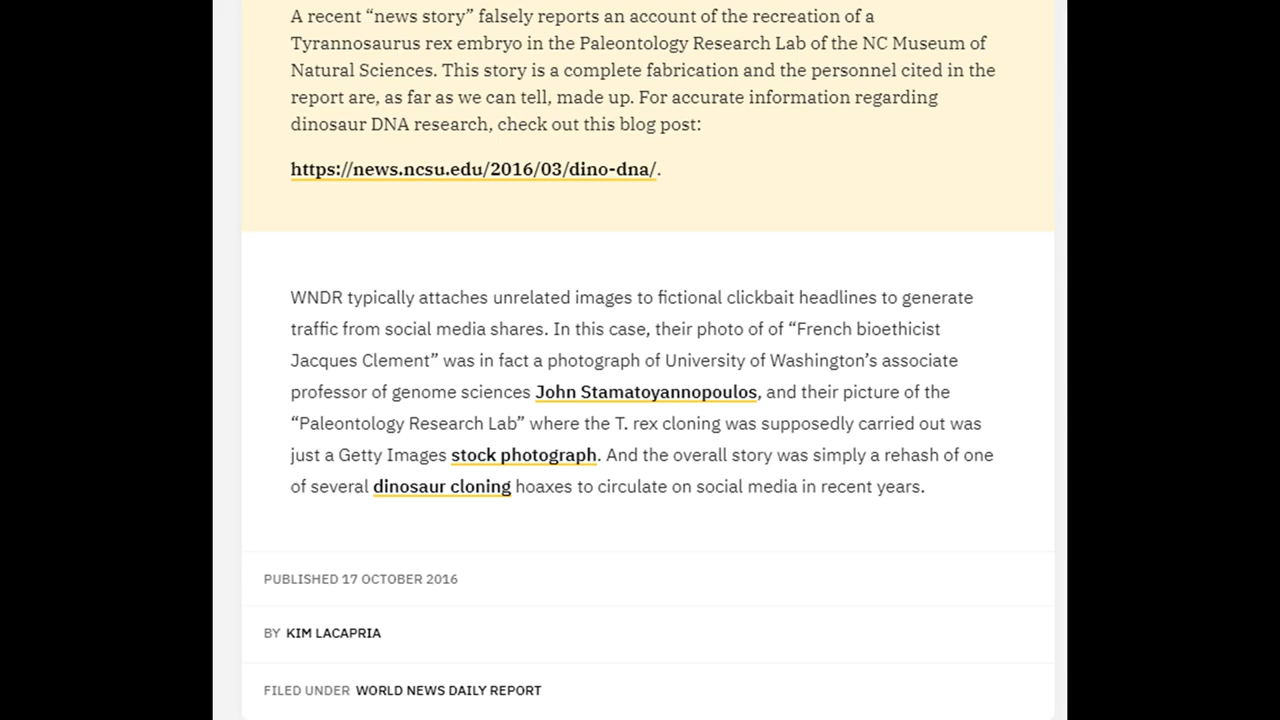 A recent “news story” falsely reports an account of the recreation of a
Tyrannosaurus rex embryo in the Paleontology Research Lab of the NC Museum of
Natural Sciences. This story is a complete fabrication and the personnel cited in the
report are, as far as we can tell, made up. For accurate information regarding
dinosaur DNA research, check out this blog post:
https://news.ncsu.edu/2016/03/dino-dna/.
WNDR typically attaches unrelated images to fictional clickbait headlines to generate
traffic from social media shares. In this case, their photo of of “French bioethicist
Jacques Clement” was in fact a photograph of University of Washington’s associate
professor of genome sciences John Stamatoyannopoulos, and their picture of the
“Paleontology Research Lab” where the T. rex cloning was supposedly carried out was
just a Getty Images stock photograph. And the overall story was simply a rehash of one
of several dinosaur cloning hoaxes to circulate on social media in recent years.
PUBLISHED 17 OCTOBER 2016
BY KIM LACAPRIA
FILED UNDER WORLD NEWS DAILY REPORT